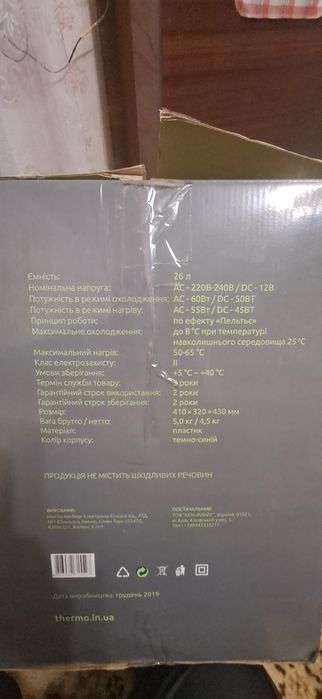 Ємність: 26 л
Номінальна напруга: AC - 220В-240В / DC - 12В
Потужність в режимі охолодження: AC - 60Вт / DC - 50ВТ
Потужність в режимі нагріву: AC - 55Вт / DC - 45ВТ
Принцип роботи: по ефекту «Пельтьє»
Максимальне охолодження: до 8 °C при температурі
навколишнього середовища 25°C
Максимальний нагрів: 50-65 °C
Клас електрозахисту: II
Умови зберігання: +5 °C ~ +40 °C
Термін служби товару: роки
Гарантійний строк використання: 2 роки
Гарантійний строк зберігання: 2 роки
Розмір: 410 × 320 × 430 мм
Вага брутто / нетто: 5,0 кг / 4,5 кг
Матеріал: пластик
Колір корпусу: темно-синій
ПРОДУКЦІЯ НЕ МІСТИТЬ ШКІДЛИВИХ РЕЧОВИН
ВИРОБНИК:
ПОСТАЧАЛЬНИК:
Україна, 01621,
Дата виробництва: грудень 2019
thermo.in.ua